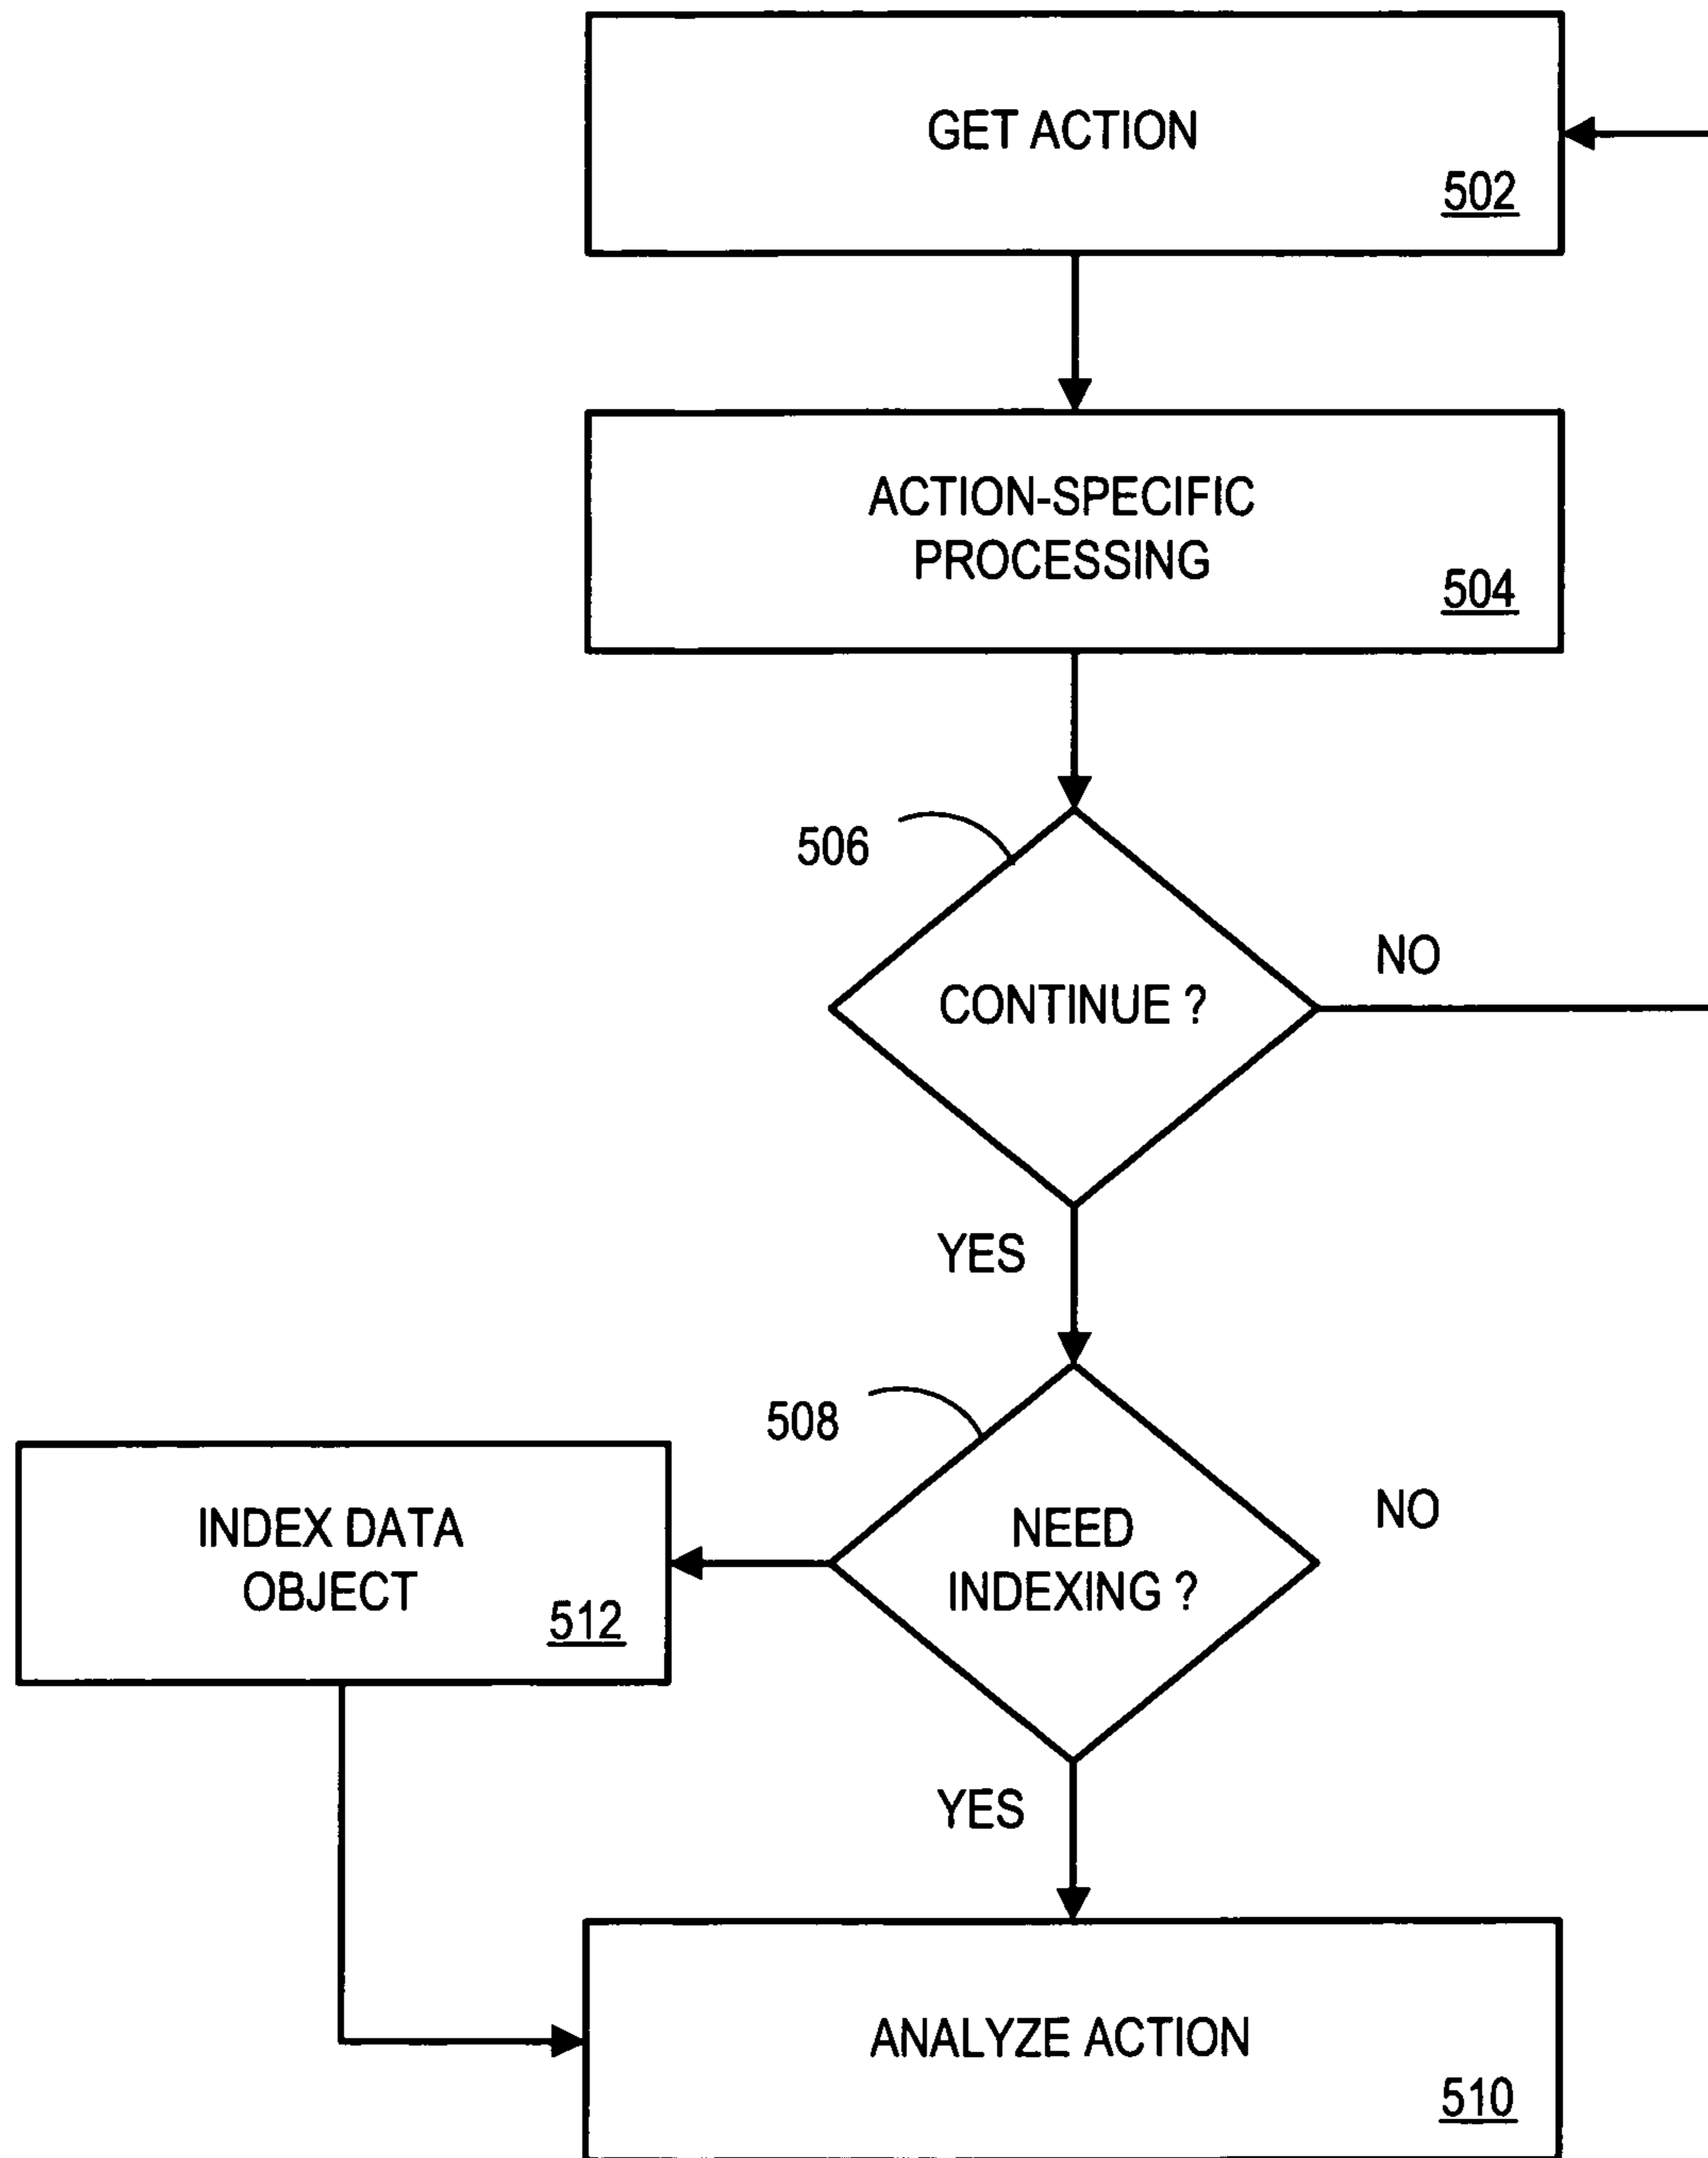 GET ACTION
502
ACTION-SPECIFIC
PROCESSING
504
506
CONTINUE ?
NO
YES
508
NEED
INDEXING ?
NO
INDEX DATA
OBJECT
512
YES
ANALYZE ACTION
510